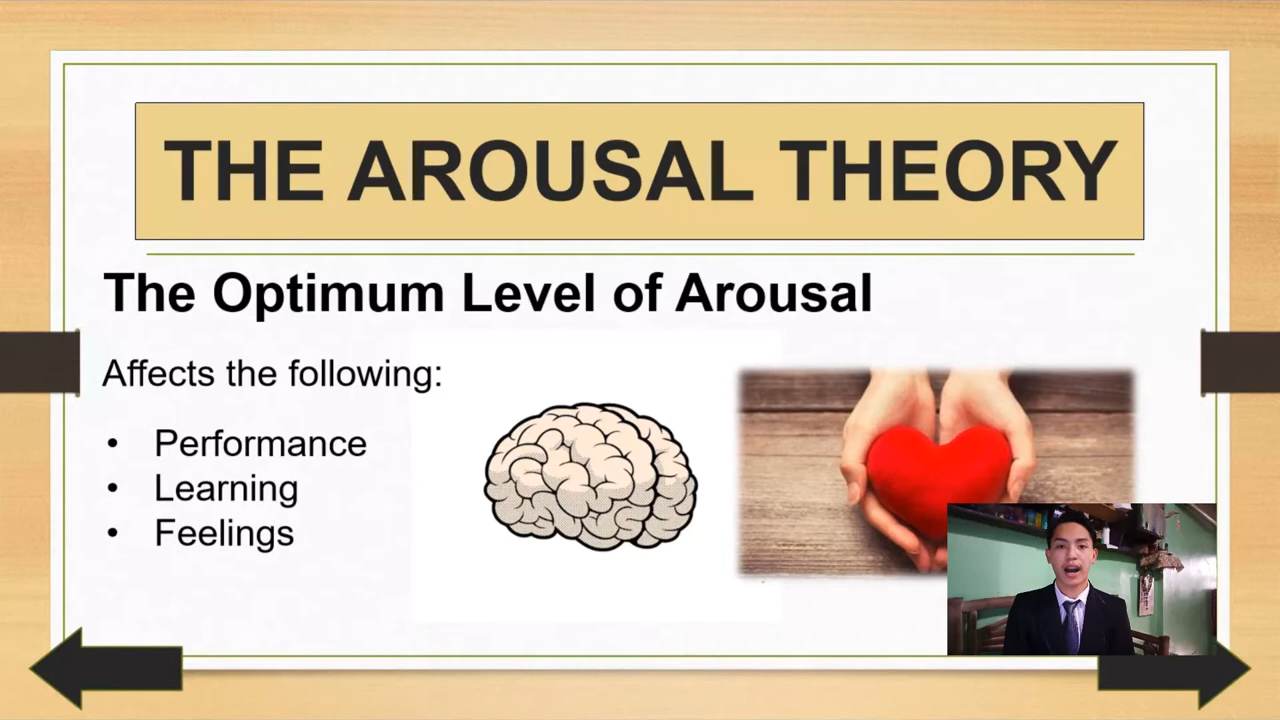 THE AROUSAL THEORY
The Optimum Level of Arousal
Affects the following:
• Performance
• Learning
• Feelings